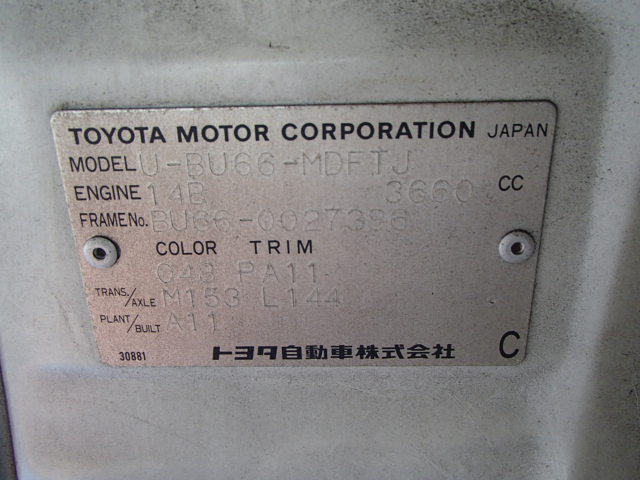 TOYOTA MOTOR CORPORATION JAPAN
MODEL U-BU66-MDFTJ
ENGINE 14B 3660 CC
FRAME No. BU66-0027396
COLOR TRIM
C43 PA11
TRANS./AXLE M153 L144
PLANT/BUILT A11
30881 トヨタ自動車株式会社 C